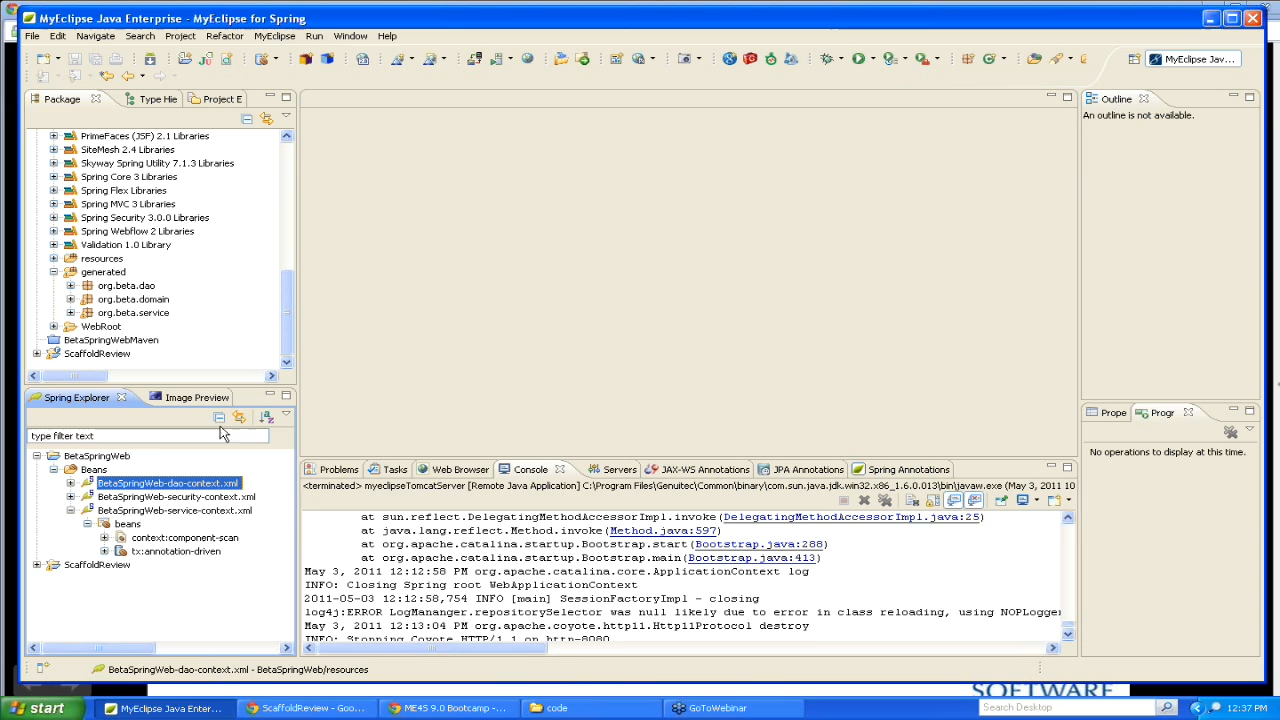 MyEclipse Java Enterprise - MyEclipse for Spring
File Edit Navigate Search Project Refactor MyEclipse Run Window Help
MyEclipse Jav...
Package
Type Hie
Project E
PrimeFaces (JSF) 2.1 Libraries
SiteMesh 2.4 Libraries
Skyway Spring Utility 7.1.3 Libraries
Spring Core 3 Libraries
Spring Flex Libraries
Spring MVC 3 Libraries
Spring Security 3.0.0 Libraries
Spring Webflow 2 Libraries
Validation 1.0 Library
resources
generated
org.beta.dao
org.beta.domain
org.beta.service
WebRoot
BetaSpringWebMaven
ScaffoldReview
Outline
An outline is not available.
Spring Explorer
Image Preview
type filter text
BetaSpringWeb
Beans
BetaSpringWeb-dao-context.xml
BetaSpringWeb-security-context.xml
BetaSpringWeb-service-context.xml
beans
context:component-scan
tx:annotation-driven
ScaffoldReview
Prope
Progr
No operations to display at this time.
Problems Tasks Web Browser Console Servers JAX-WS Annotations JPA Annotations Spring Annotations
<terminated> myeclipseTomcatServer [Remote Java Application] C:\Program Files\Genuitec\Common\binary\com.sun.java.jdk.win32.x86_1.6.0.013\bin\javaw.exe (May 3, 2011 10
at sun.reflect.DelegatingMethodAccessorImpl.invoke(DelegatingMethodAccessorImpl.java:25)
at java.lang.reflect.Method.invoke(Method.java:597)
at org.apache.catalina.startup.Bootstrap.start(Bootstrap.java:288)
at org.apache.catalina.startup.Bootstrap.main(Bootstrap.java:413)
May 3, 2011 12:12:58 PM org.apache.catalina.core.ApplicationContext log
INFO: Closing Spring root WebApplicationContext
2011-05-03 12:12:58,754 INFO [main] SessionFactoryImpl - closing
log4j:ERROR LogMananger.repositorySelector was null likely due to error in class reloading, using NOPLogger
May 3, 2011 12:13:04 PM org.apache.coyote.http11.Http11Protocol destroy
INFO: Stopping Coyote HTTP/1.1 on http-8080
BetaSpringWeb-dao-context.xml - BetaSpringWeb/resources
SOFTWARE
start
MyEclipse Java Enter...
ScaffoldReview - Goo...
ME4S 9.0 Bootcamp - ...
code
GoToWebinar
Search Desktop
12:37 PM